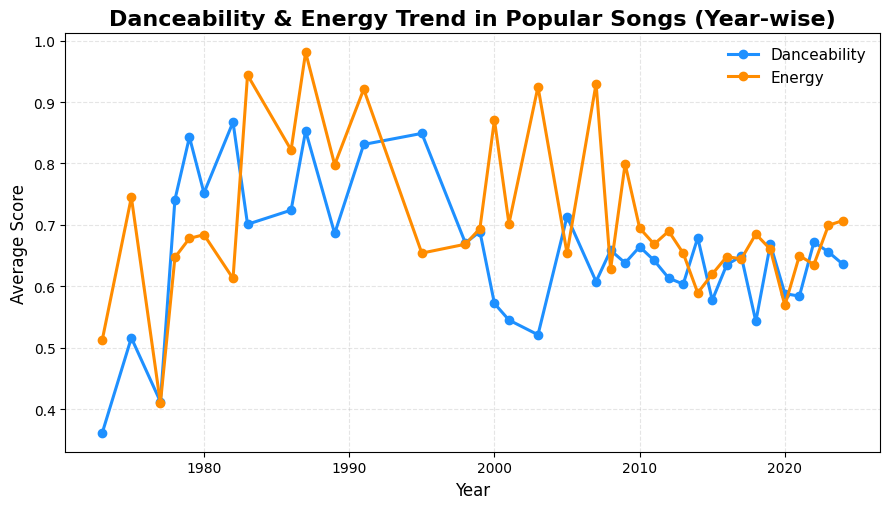 Danceability & Energy Trend in Popular Songs (Year-wise)
Danceability
Energy
Average Score
1.0
0.9
0.8
0.7
0.6
0.5
0.4
1980
1990
2000
2010
2020
Year